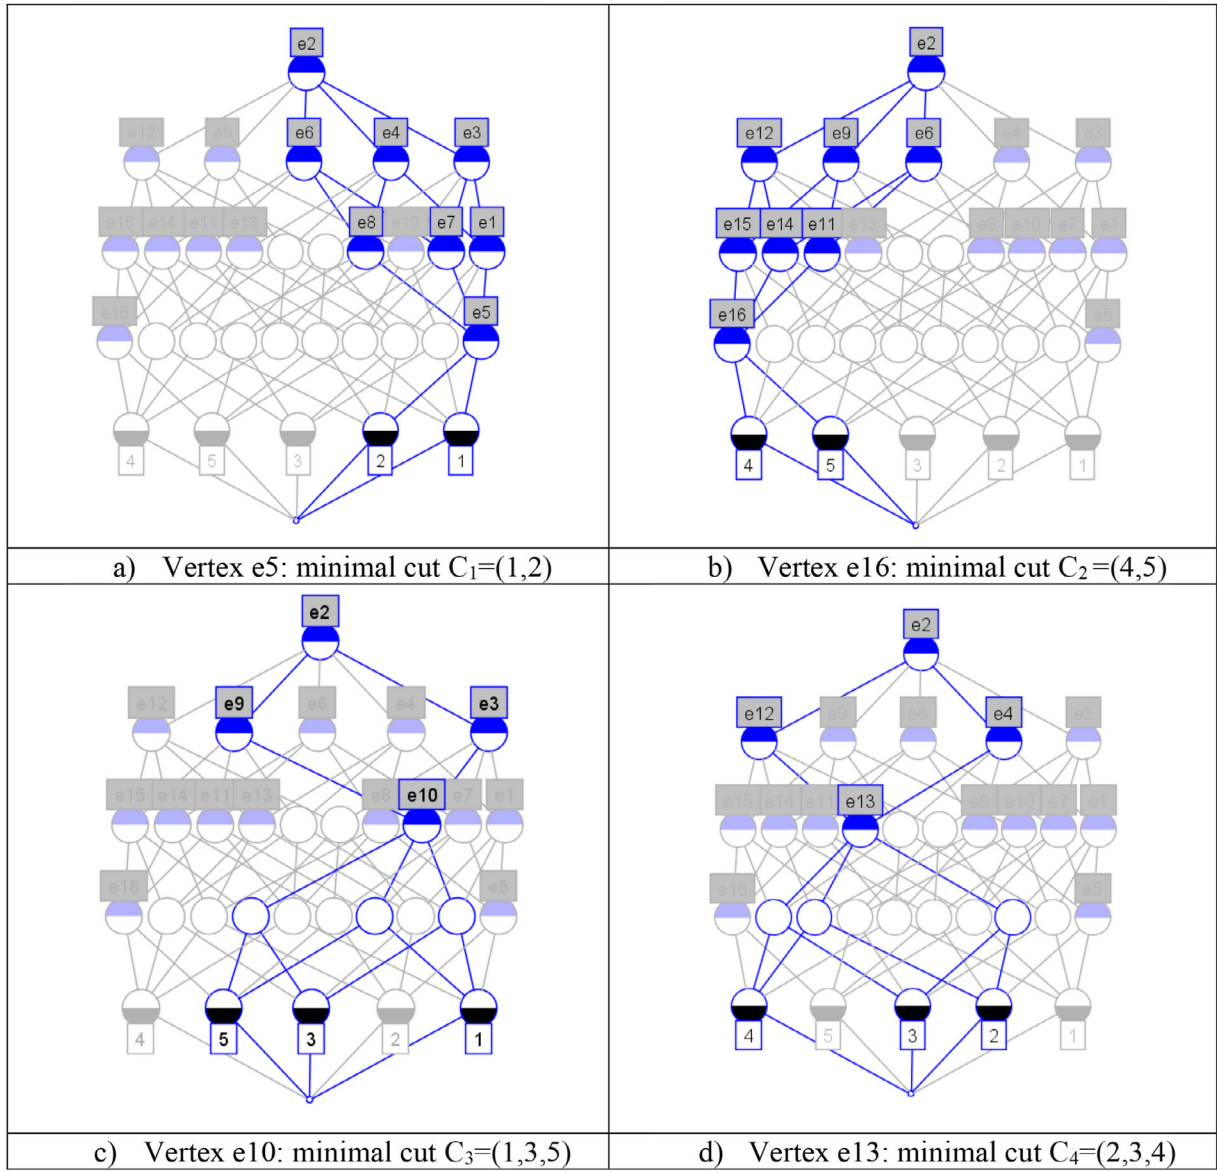 e2
e12 e9 e6 e4 e3
e15 e14 e11 e13 e8 e10 e7 e1
e16 e5
4 5 3 2 1
a) Vertex e5: minimal cut C₁=(1,2)
e2
e12 e9 e6 e4 e3
e15 e14 e11 e13 e8 e10 e7 e1
e16 e5
4 5 3 2 1
b) Vertex e16: minimal cut C₂=(4,5)
e2
e12 e9 e6 e4 e3
e15 e14 e11 e13 e8 e10 e7 e1
e16 e5
4 5 3 2 1
c) Vertex e10: minimal cut C₃=(1,3,5)
e2
e12 e9 e6 e4 e3
e15 e14 e11 e13 e8 e10 e7 e1
e16 e5
4 5 3 2 1
d) Vertex e13: minimal cut C₄=(2,3,4)